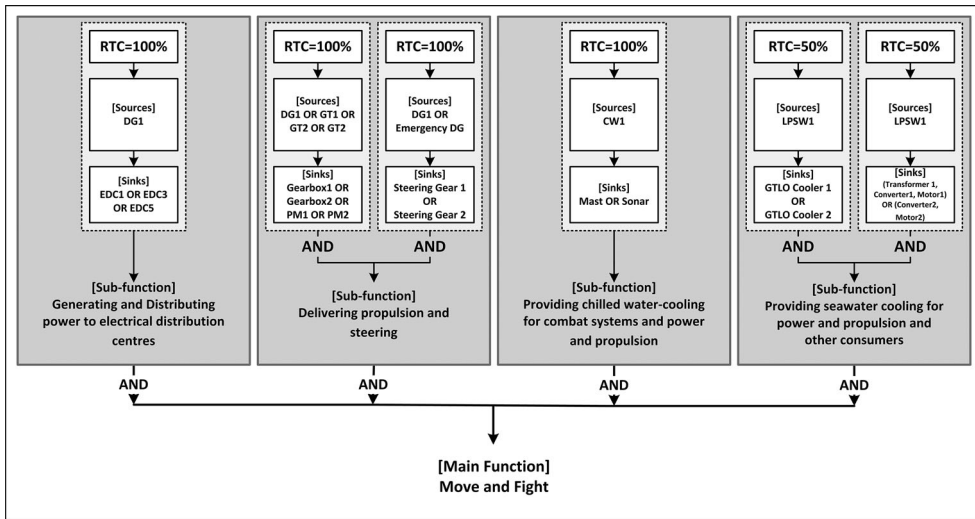 RTC=100%
[Sources]
DG1
[Sinks]
EDC1 OR EDC3
OR EDC5
[Sub-function]
Generating and Distributing
power to electrical distribution
centres
RTC=100%
[Sources]
DG1 OR GT1 OR
GT2 OR GT2
[Sinks]
Gearbox1 OR
Gearbox2 OR
PM1 OR PM2
AND
RTC=100%
[Sources]
DG1 OR
Emergency DG
[Sinks]
Steering Gear 1
OR
Steering Gear 2
AND
[Sub-function]
Delivering propulsion and
steering
RTC=100%
[Sources]
CW1
[Sinks]
Mast OR Sonar
[Sub-function]
Providing chilled water-cooling
for combat systems and power
and propulsion
RTC=50%
[Sources]
LPSW1
[Sinks]
GTLO Cooler 1
OR
GTLO Cooler 2
AND
RTC=50%
[Sources]
LPSW1
[Sinks]
(Transformer 1,
Converter1, Motor1)
OR (Converter2,
Motor2)
AND
[Sub-function]
Providing seawater cooling for
power and propulsion and
other consumers
AND
AND
AND
AND
[Main Function]
Move and Fight